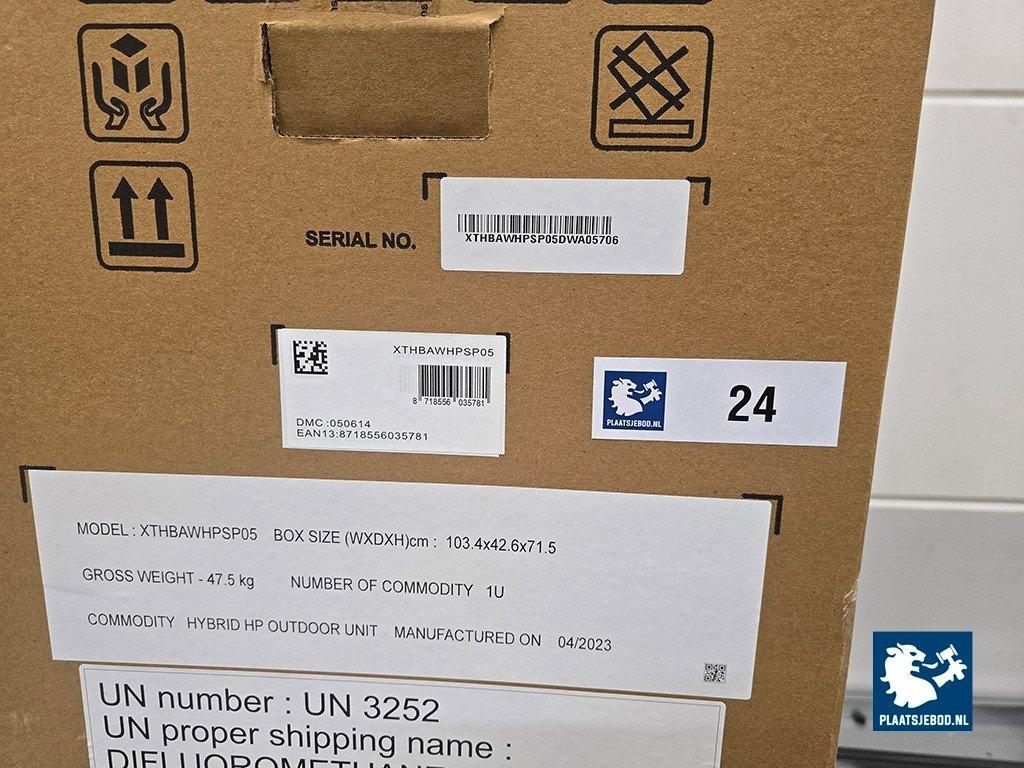 SERIAL NO.
XTHBAWHPSP05DWA05706
XTHBAWHPSP05
8 718556 035781
DMC :050614
EAN13:8718556035781
PLAATSJEBOD.NL
24
MODEL : XTHBAWHPSP05 BOX SIZE (WXDXH)cm : 103.4x42.6x71.5
GROSS WEIGHT - 47.5 kg NUMBER OF COMMODITY 1U
COMMODITY HYBRID HP OUTDOOR UNIT MANUFACTURED ON 04/2023
UN number : UN 3252
UN proper shipping name :
DIFLUOROMETHANE
PLAATSJEBOD.NL